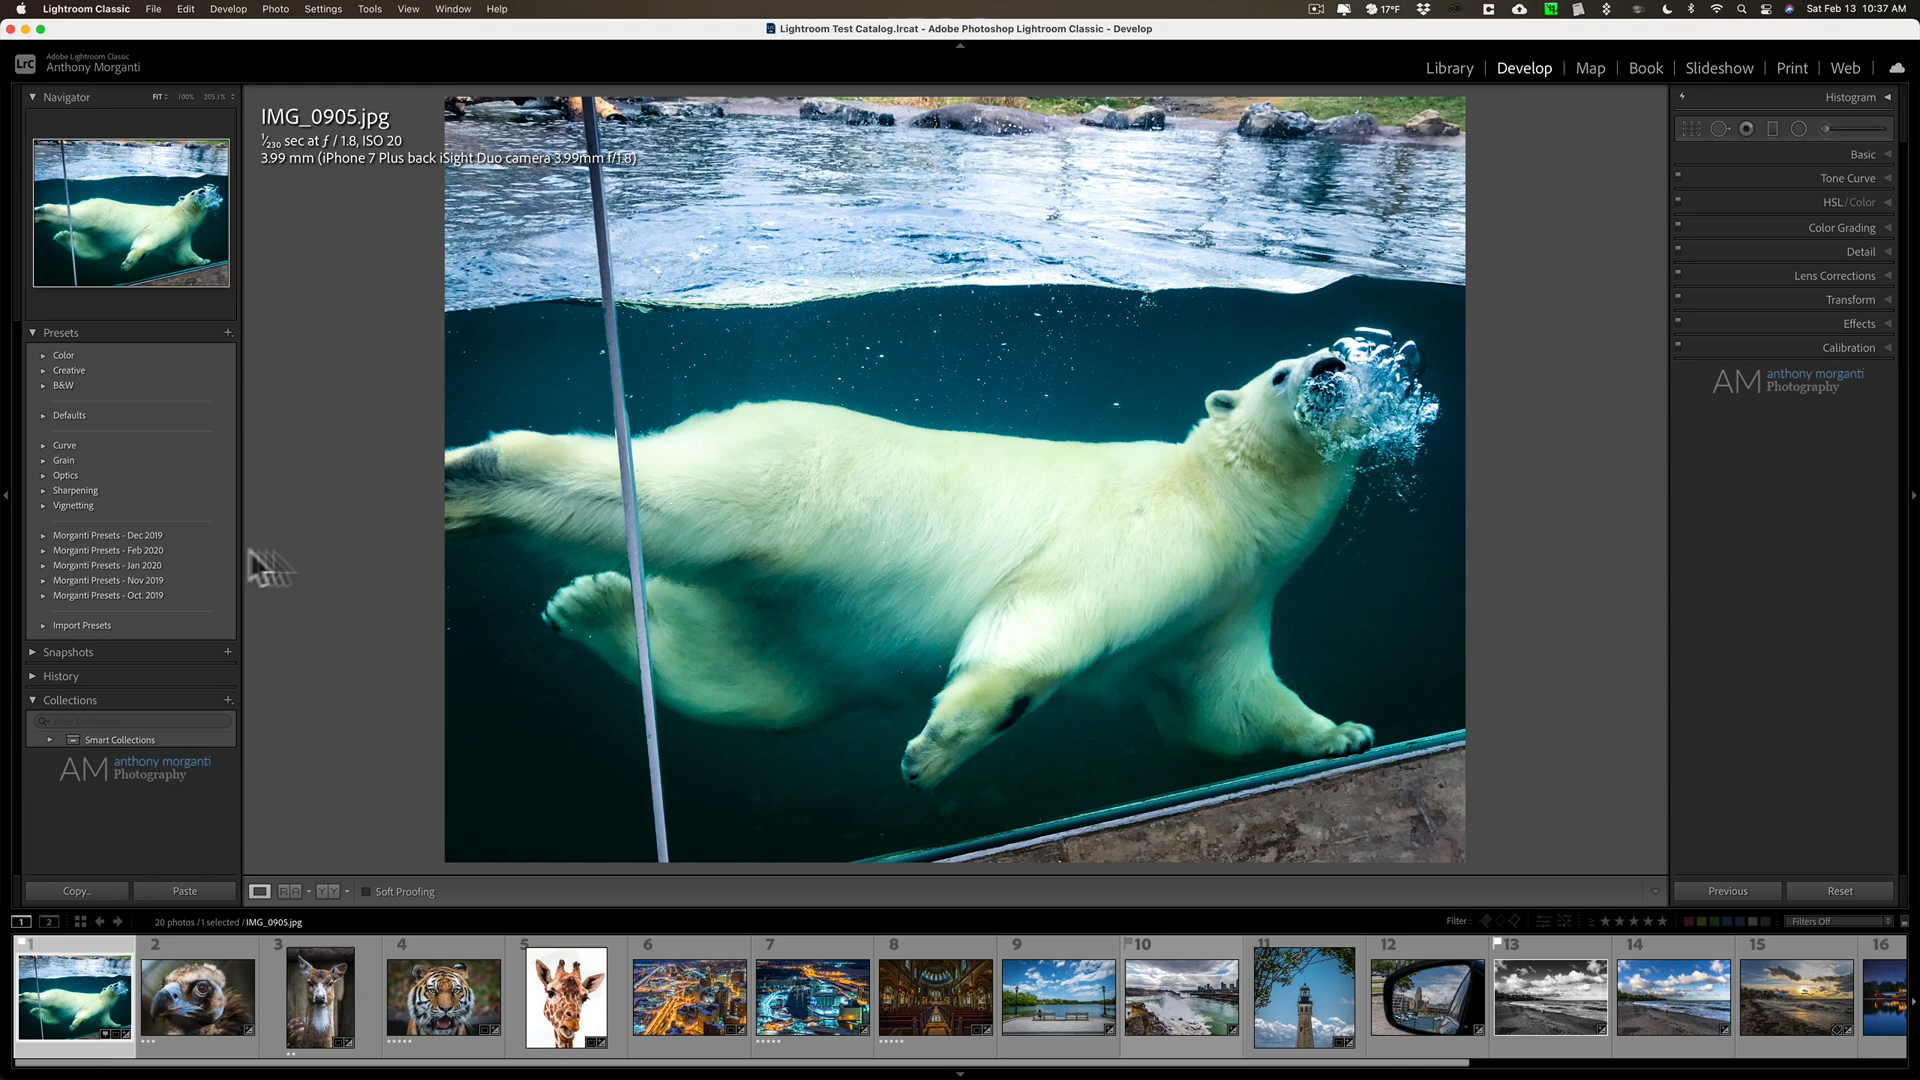 Lightroom Classic File Edit Develop Photo Settings Tools View Window Help
17°F Sat Feb 13 10:37 AM
Lightroom Test Catalog.lrcat - Adobe Photoshop Lightroom Classic - Develop
LrC Adobe Lightroom Classic
Anthony Morganti
Library | Develop | Map | Book | Slideshow | Print | Web
Navigator FIT 100% 205.1%
Histogram
IMG_0905.jpg
1/230 sec at ƒ / 1.8, ISO 20
3.99 mm (iPhone 7 Plus back iSight Duo camera 3.99mm f/1.8)
Basic
Tone Curve
HSL / Color
Color Grading
Detail
Lens Corrections
Transform
Effects
Calibration
AM anthony morganti
Photography
Presets
Color
Creative
B&W
Defaults
Curve
Grain
Optics
Sharpening
Vignetting
Morganti Presets - Dec 2019
Morganti Presets - Feb 2020
Morganti Presets - Jan 2020
Morganti Presets - Nov 2019
Morganti Presets - Oct. 2019
Import Presets
Snapshots
History
Collections
Filter Collections
Smart Collections
AM anthony morganti
Photography
Copy... Paste
Soft Proofing
Previous Reset
1 2 20 photos / 1 selected / IMG_0905.jpg
Filter : Filters Off
1 2 3 4 5 6 7 8 9 10 11 12 13 14 15 16